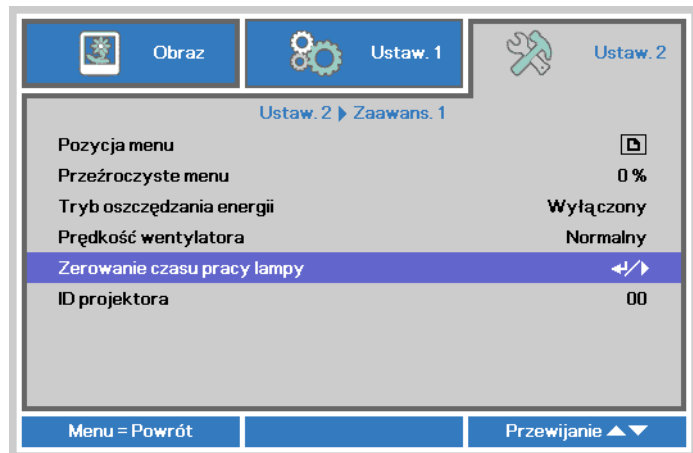 Obraz
Ustaw. 1
Ustaw. 2
Ustaw. 2 ▶ Zaawans. 1
Pozycja menu
Przeźroczyste menu 0 %
Tryb oszczędzania energii Wyłączony
Prędkość wentylatora Normalny
Zerowanie czasu pracy lampy ↵/▶
ID projektora 00
Menu = Powrót
Przewijanie ▲▼